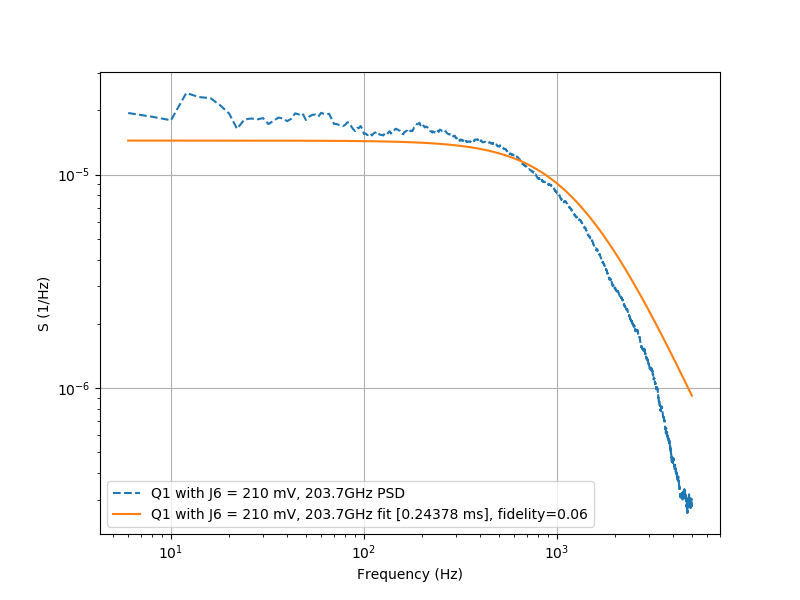 S (1/Hz)
10⁻⁵
10⁻⁶
Q1 with J6 = 210 mV, 203.7GHz PSD
Q1 with J6 = 210 mV, 203.7GHz fit [0.24378 ms], fidelity=0.06
10¹ 10² 10³
Frequency (Hz)